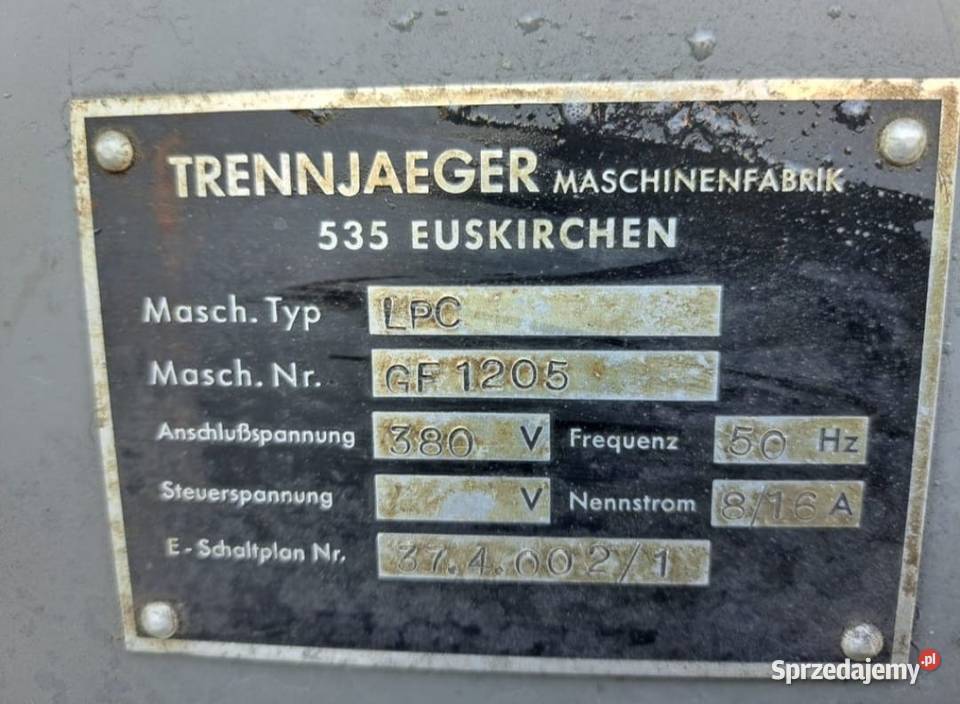 TRENNJAEGER MASCHINENFABRIK
535 EUSKIRCHEN
Masch. Typ LPC
Masch. Nr. GF 1205
Anschlußspannung 380 V Frequenz 50 Hz
Steuerspannung V Nennstrom 8/16 A
E-Schaltplan Nr. 37.4.002/1
Sprzedajemy.pl